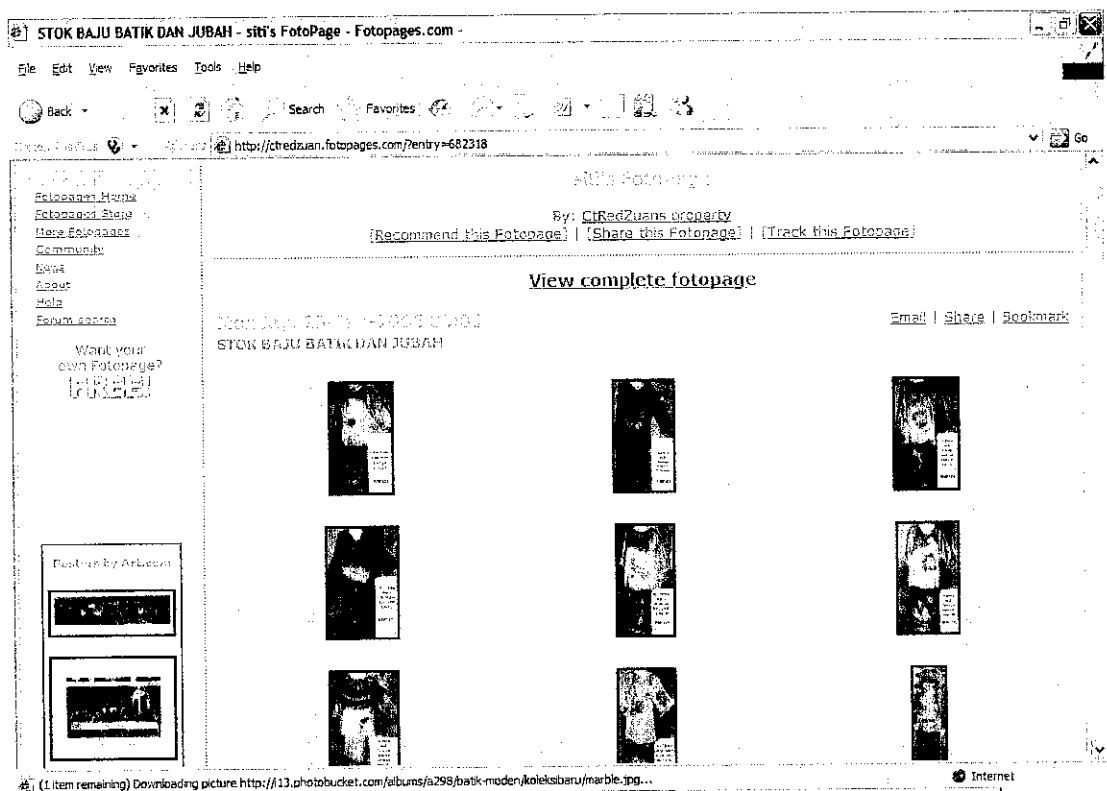 STOK BAJU BATIK DAN JUBAH - siti's FotoPage - Fotopages.com -
File Edit View Favorites Tools Help
Back Search Favorites
http://ctredzuan.fotopages.com/?entry=682318 Go
Fotopages Home
Fotopages Store
More Fotopages
Community
News
About
Help
Forum search
Want your
own Fotopage?
FREE!
By: CtRedZuans property
[Recommend this Fotopage] | [Share this Fotopage] | [Track this Fotopage]
View complete fotopage
Email | Share | Bookmark
STOK BAJU BATIK DAN JUBAH
(1 item remaining) Downloading picture http://i13.photobucket.com/albums/a298/batik-moden/koleksibaru/marble.jpg...
Internet